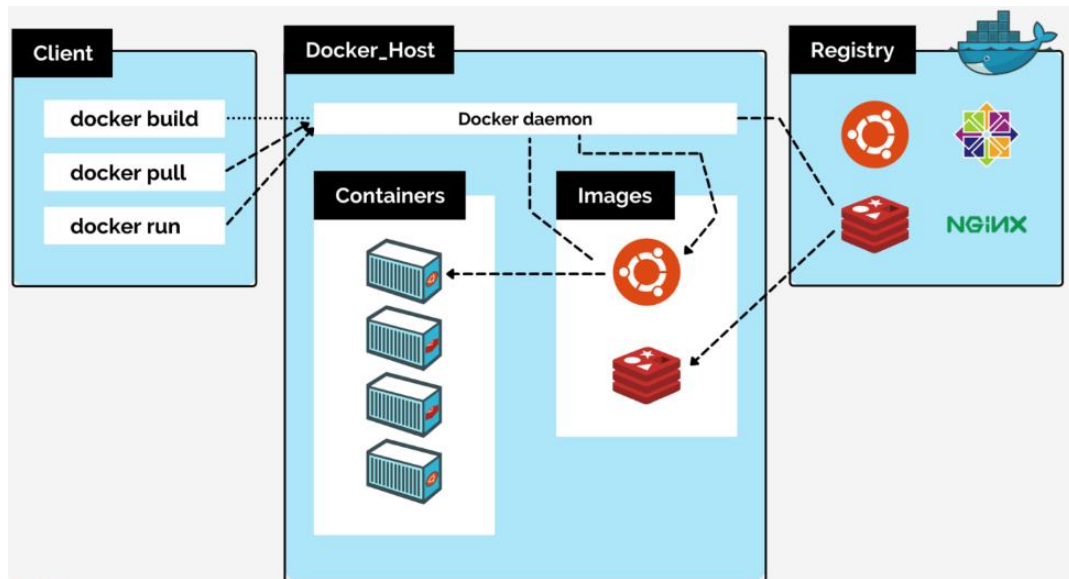 Client
docker build
docker pull
docker run
Docker_Host
Docker daemon
Containers
Images
Registry
NGINX